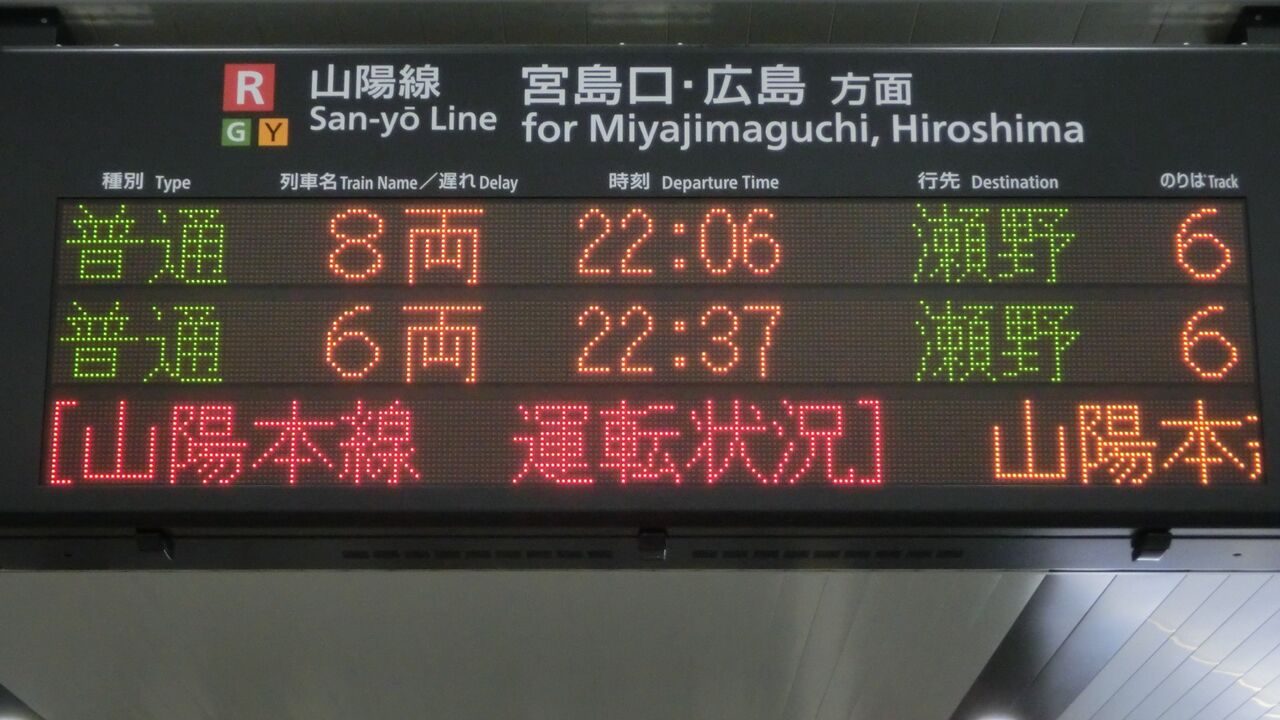 R 山陽線 宮島口・広島 方面
G Y San-yō Line for Miyajimaguchi, Hiroshima
種別 Type 列車名 Train Name／遅れ Delay 時刻 Departure Time 行先 Destination のりば Track
普通 8両 22:06 瀬野 6
普通 6両 22:37 瀬野 6
[山陽本線 運転状況] 山陽本